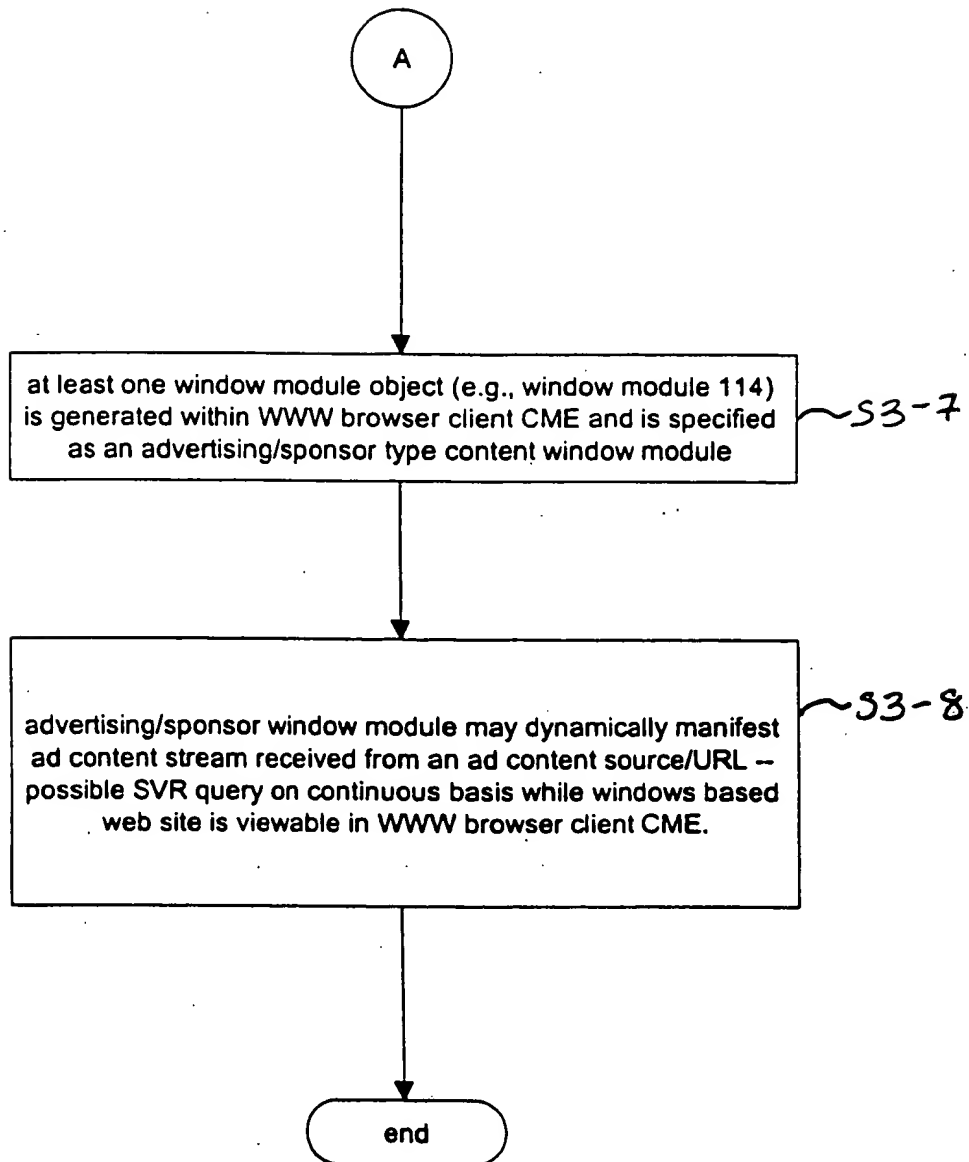 A
at least one window module object (e.g., window module 114)
is generated within WWW browser client CME and is specified
as an advertising/sponsor type content window module
S3-7
advertising/sponsor window module may dynamically manifest
ad content stream received from an ad content source/URL –
possible SVR query on continuous basis while windows based
web site is viewable in WWW browser client CME.
S3-8
end